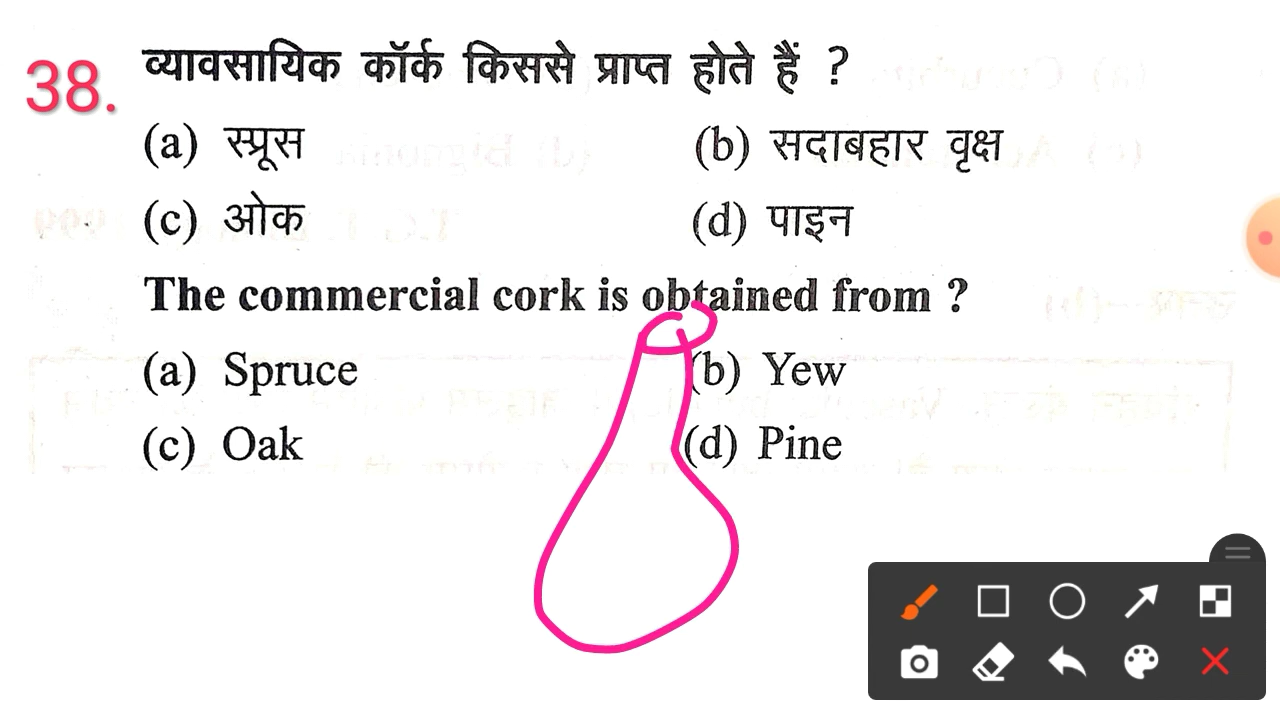 38. व्यावसायिक कॉर्क किससे प्राप्त होते हैं ?
(a) स्प्रूस (b) सदाबहार वृक्ष
(c) ओक (d) पाइन
The commercial cork is obtained from ?
(a) Spruce (b) Yew
(c) Oak (d) Pine